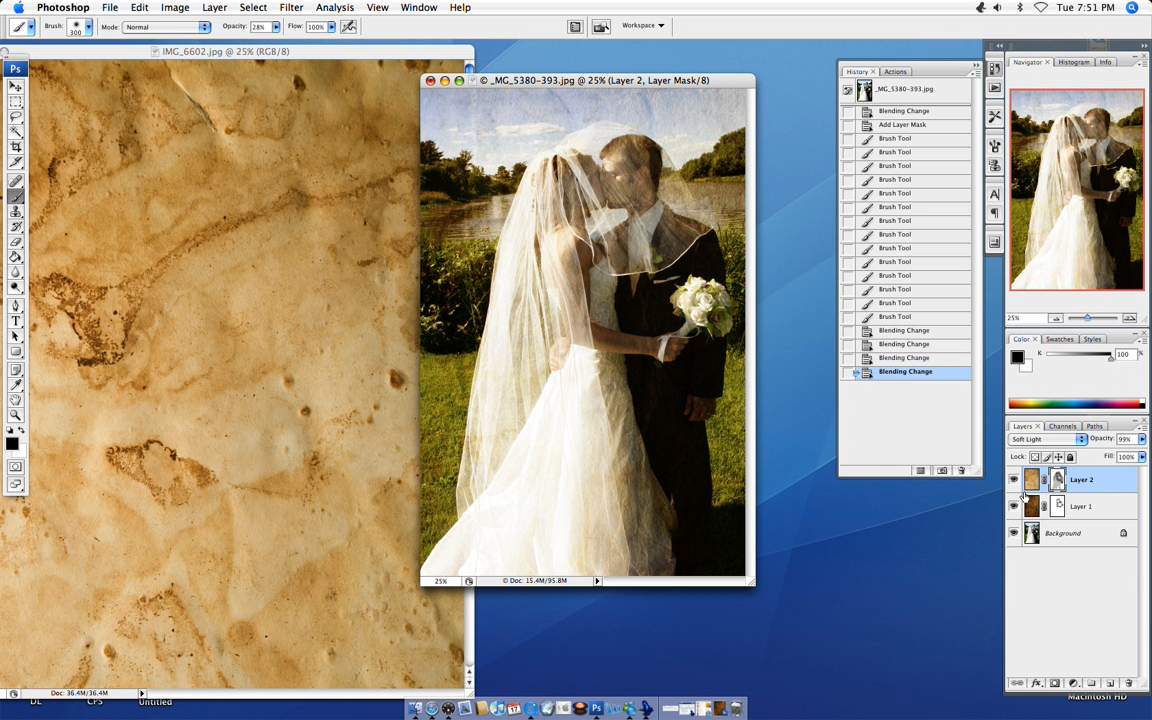 Photoshop File Edit Image Layer Select Filter Analysis View Window Help Tue 7:51 PM
Brush: 300 Mode: Normal Opacity: 28% Flow: 100% Workspace
IMG_6602.jpg @ 25% (RGB/8)
Ps
© _MG_5380-393.jpg @ 25% (Layer 2, Layer Mask/8)
25% © Doc: 15.4M/95.8M
Doc: 36.4M/36.4M
DL CPS Untitled
History Actions
_MG_5380-393.jpg
Blending Change
Add Layer Mask
Brush Tool
Brush Tool
Brush Tool
Brush Tool
Brush Tool
Brush Tool
Brush Tool
Brush Tool
Brush Tool
Brush Tool
Brush Tool
Brush Tool
Brush Tool
Brush Tool
Blending Change
Blending Change
Blending Change
Blending Change
Navigator Histogram Info
25%
Color Swatches Styles
K 100 %
Layers Channels Paths
Soft Light Opacity: 99%
Lock: Fill: 100%
Layer 2
Layer 1
Background
Macintosh HD
17
Ps